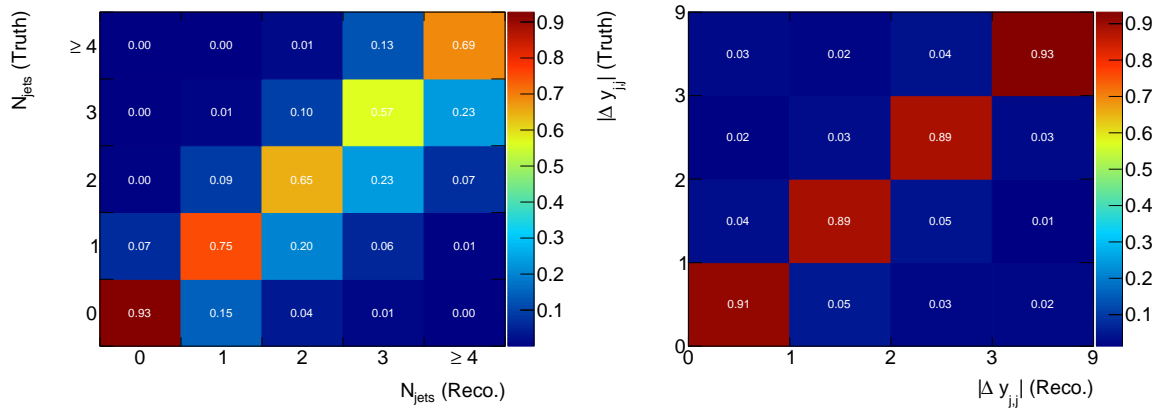 N_jets (Truth)
≥ 4 0.00 0.00 0.01 0.13 0.69
3 0.00 0.01 0.10 0.57 0.23
2 0.00 0.09 0.65 0.23 0.07
1 0.07 0.75 0.20 0.06 0.01
0 0.93 0.15 0.04 0.01 0.00
0 1 2 3 ≥ 4
N_jets (Reco.)
0.9
0.8
0.7
0.6
0.5
0.4
0.3
0.2
0.1
|Δ y_j,j| (Truth)
9
0.03 0.02 0.04 0.93
3
0.02 0.03 0.89 0.03
2
0.04 0.89 0.05 0.01
1
0.91 0.05 0.03 0.02
0
0 1 2 3 9
|Δ y_j,j| (Reco.)
0.9
0.8
0.7
0.6
0.5
0.4
0.3
0.2
0.1